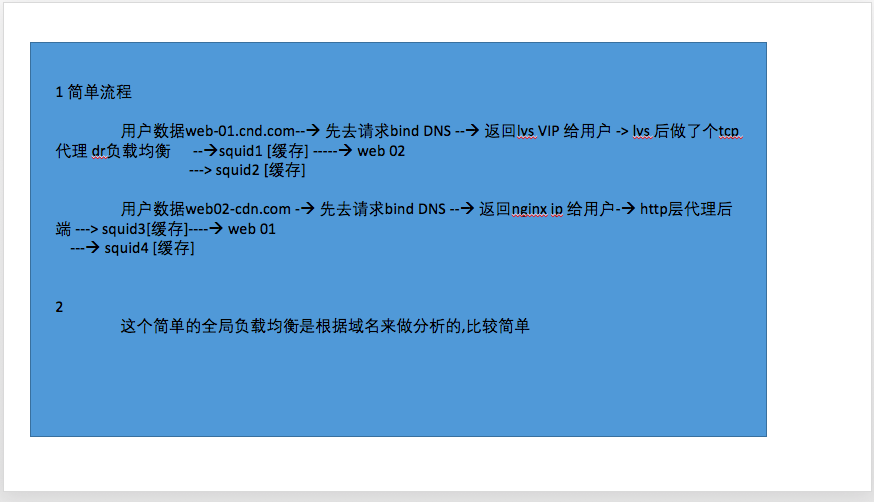 1 简单流程
用户数据web-01.cnd.com--→ 先去请求bind DNS --→ 返回lvs VIP 给用户 -> lvs 后做了个tcp
代理 dr负载均衡 --→squid1 [缓存] -----→ web 02
---> squid2 [缓存]
用户数据web02-cdn.com -→ 先去请求bind DNS --→ 返回nginx ip 给用户-→ http层代理后
端 ---> squid3[缓存]----→ web 01
---→ squid4 [缓存]
2
这个简单的全局负载均衡是根据域名来做分析的,比较简单